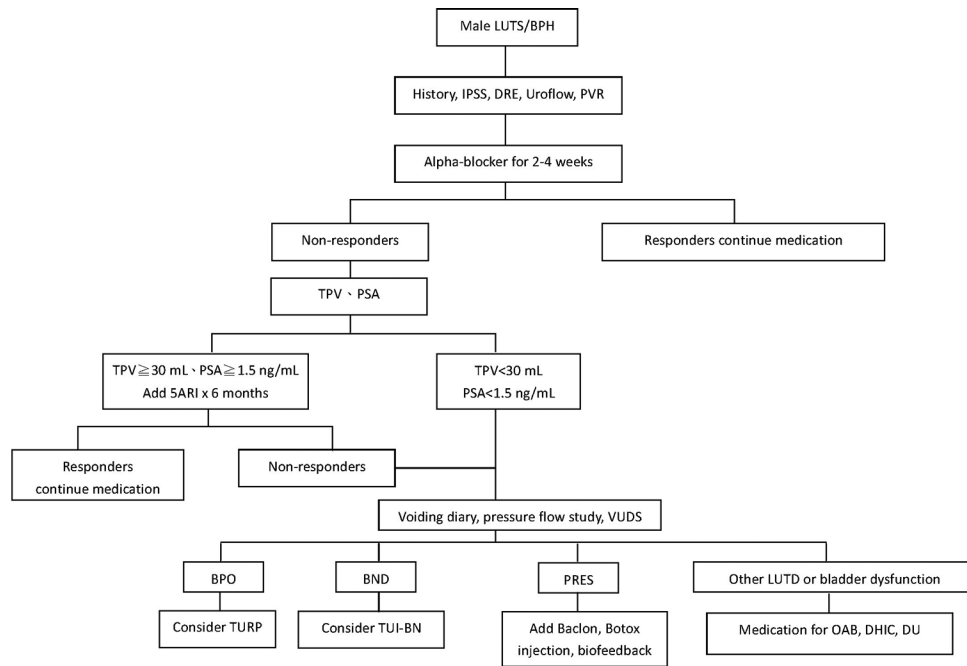 Male LUTS/BPH
History, IPSS, DRE, Uroflow, PVR
Alpha-blocker for 2-4 weeks
Non-responders
Responders continue medication
TPV、PSA
TPV≧30 mL、PSA≧1.5 ng/mL
Add 5ARI x 6 months
TPV<30 mL
PSA<1.5 ng/mL
Responders
continue medication
Non-responders
Voiding diary, pressure flow study, VUDS
BPO
BND
PRES
Other LUTD or bladder dysfunction
Consider TURP
Consider TUI-BN
Add Baclon, Botox
injection, biofeedback
Medication for OAB, DHIC, DU